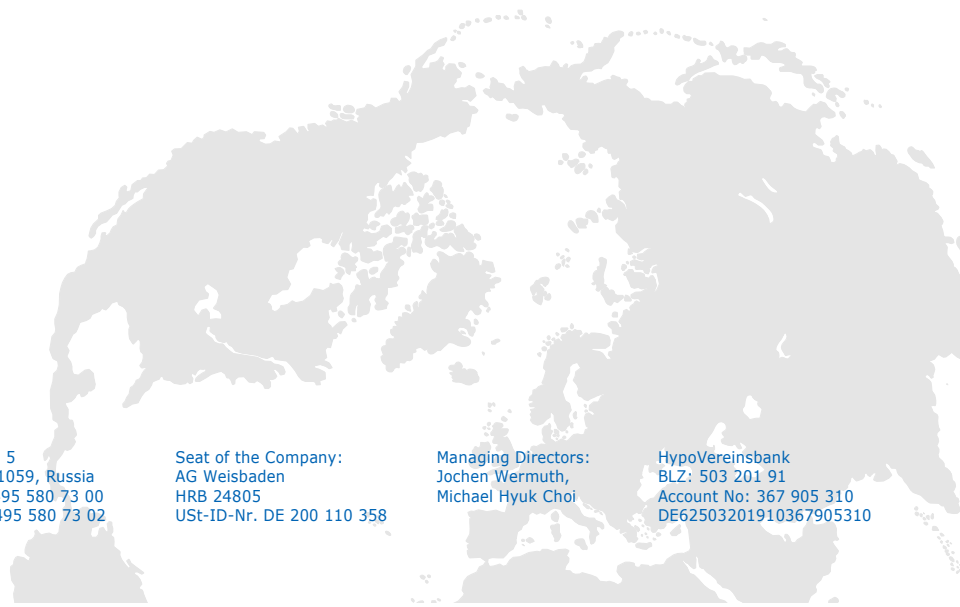 5
1059, Russia
95 580 73 00
495 580 73 02
Seat of the Company:
AG Weisbaden
HRB 24805
USt-ID-Nr. DE 200 110 358
Managing Directors:
Jochen Wermuth,
Michael Hyuk Choi
HypoVereinsbank
BLZ: 503 201 91
Account No: 367 905 310
DE62503201910367905310